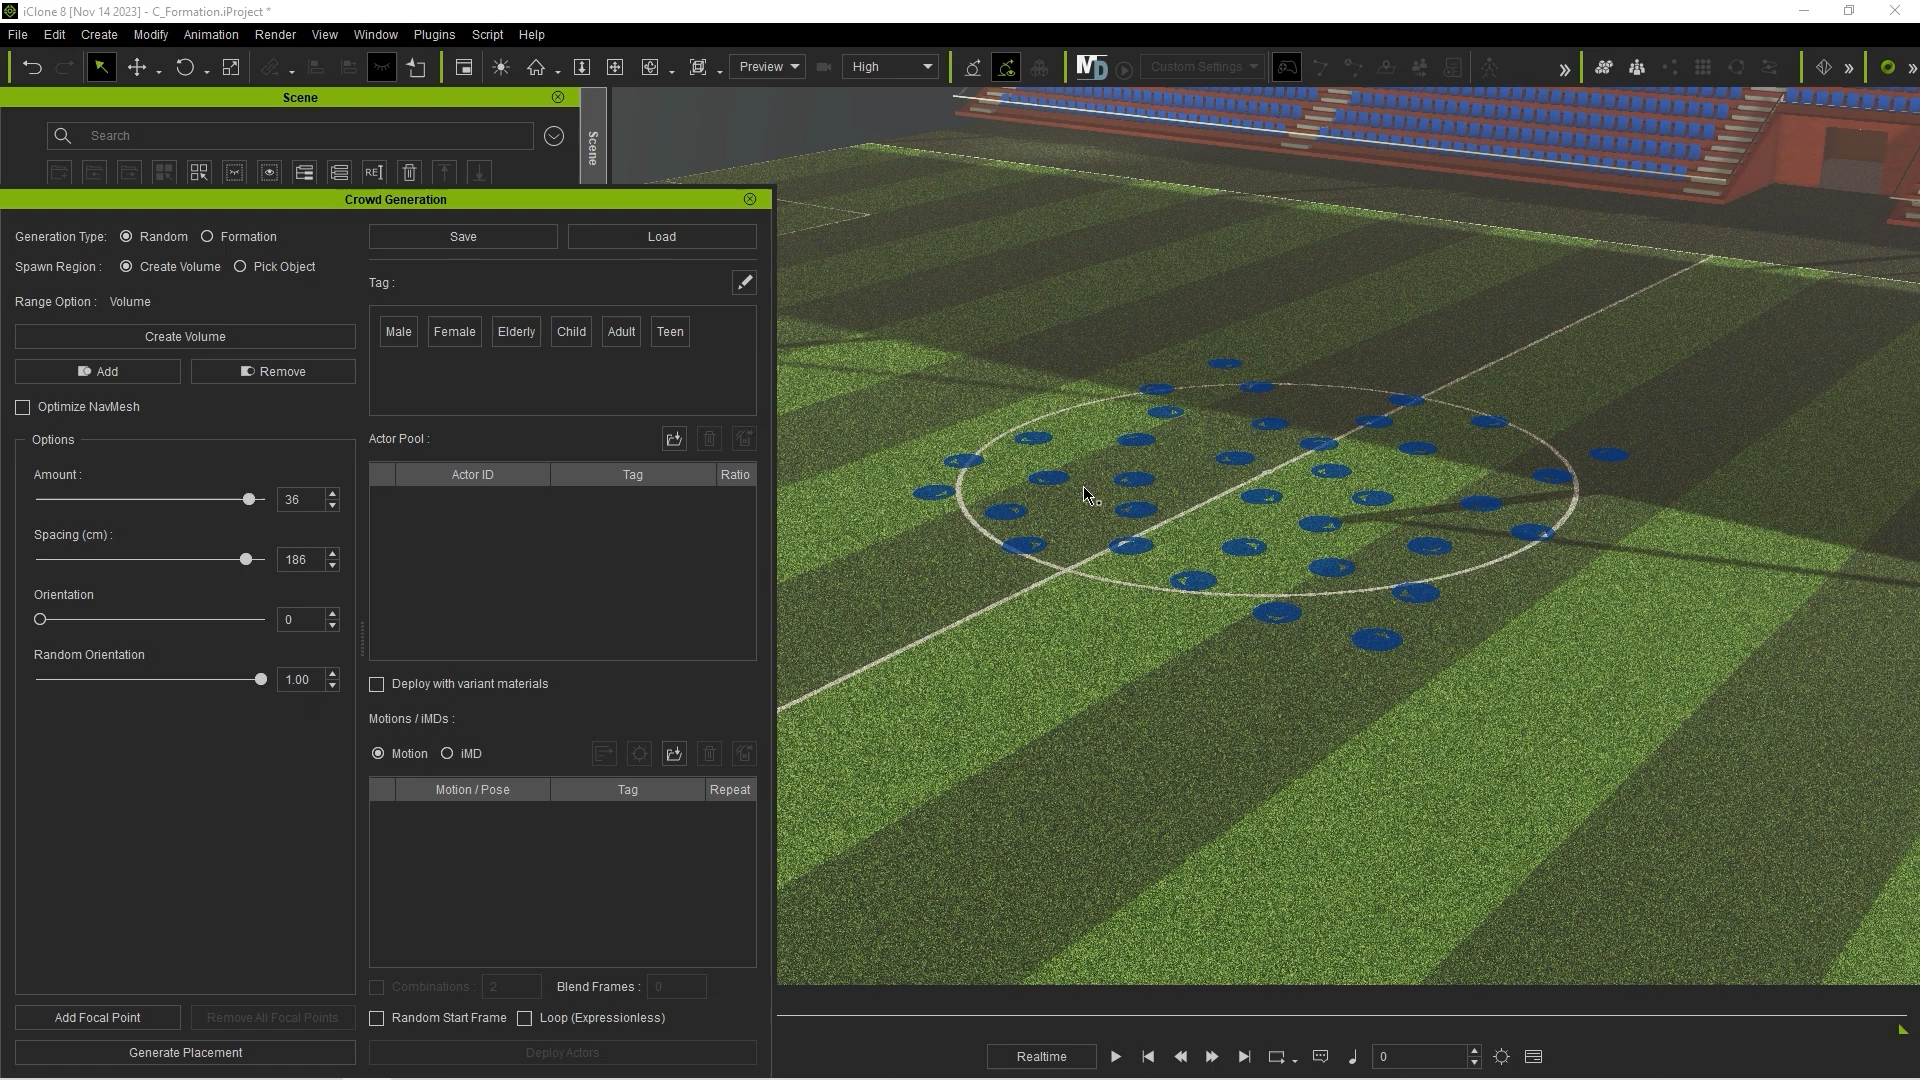 iClone 8 [Nov 14 2023] - C_Formation.iProject *
File Edit Create Modify Animation Render View Window Plugins Script Help
Preview High MD Custom Settings
Scene
Search
Scene
RE
Crowd Generation
Generation Type: Random Formation Save Load
Spawn Region : Create Volume Pick Object
Tag :
Range Option : Volume
Create Volume Male Female Elderly Child Adult Teen
Add Remove
Optimize NavMesh
Options Actor Pool :
Amount : Actor ID Tag Ratio
36
Spacing (cm) :
186
Orientation
0
Random Orientation
1.00 Deploy with variant materials
Motions / iMDs :
Motion iMD
Motion / Pose Tag Repeat
Combinations : 2 Blend Frames : 0
Add Focal Point Remove All Focal Points Random Start Frame Loop (Expressionless)
Generate Placement Deploy Actors
Realtime 0